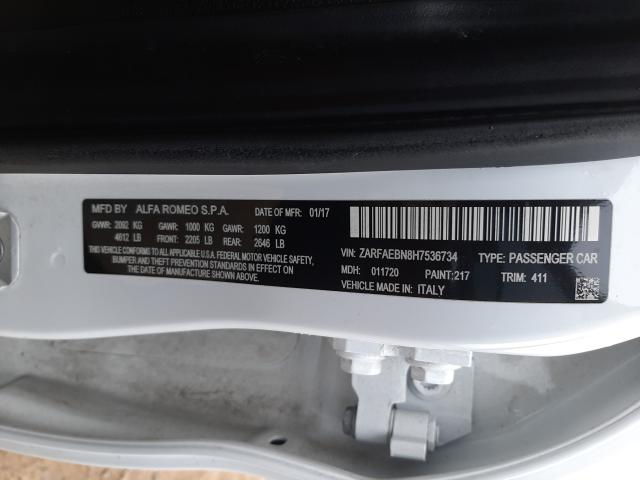 MFD BY ALFA ROMEO S.P.A. DATE OF MFR: 01/17
GVWR: 2092 KG GAWR: 1000 KG GAWR: 1200 KG
4612 LB FRONT: 2205 LB REAR: 2646 LB
THIS VEHICLE CONFORMS TO ALL APPLICABLE U.S.A. FEDERAL MOTOR VEHICLE SAFETY,
BUMPER AND THEFT PREVENTION STANDARDS IN EFFECT ON THE DATE OF
MANUFACTURE SHOWN ABOVE.
VIN: ZARFAEBN8H7536734 TYPE: PASSENGER CAR
MDH: 011720 PAINT: 217 TRIM: 411
VEHICLE MADE IN: ITALY